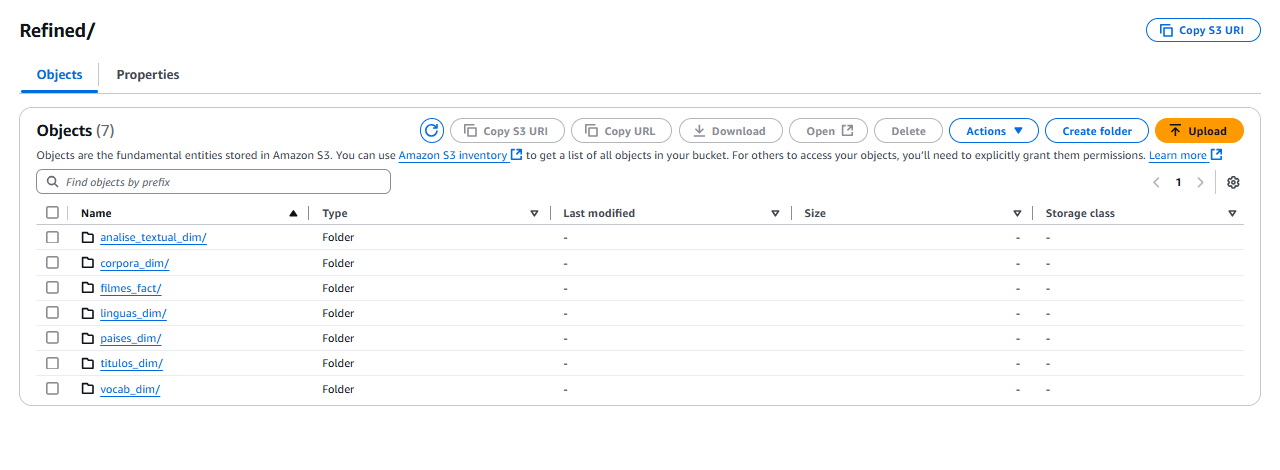 Refined/
Copy S3 URI
Objects
Properties
Objects (7)
Copy S3 URI
Copy URL
Download
Open
Delete
Actions
Create folder
Upload
Objects are the fundamental entities stored in Amazon S3. You can use Amazon S3 inventory to get a list of all objects in your bucket. For others to access your objects, you'll need to explicitly grant them permissions. Learn more
Find objects by prefix
1
Name Type Last modified Size Storage class
analise_textual_dim/ Folder - - -
corpora_dim/ Folder - - -
filmes_fact/ Folder - - -
linguas_dim/ Folder - - -
paises_dim/ Folder - - -
titulos_dim/ Folder - - -
vocab_dim/ Folder - - -